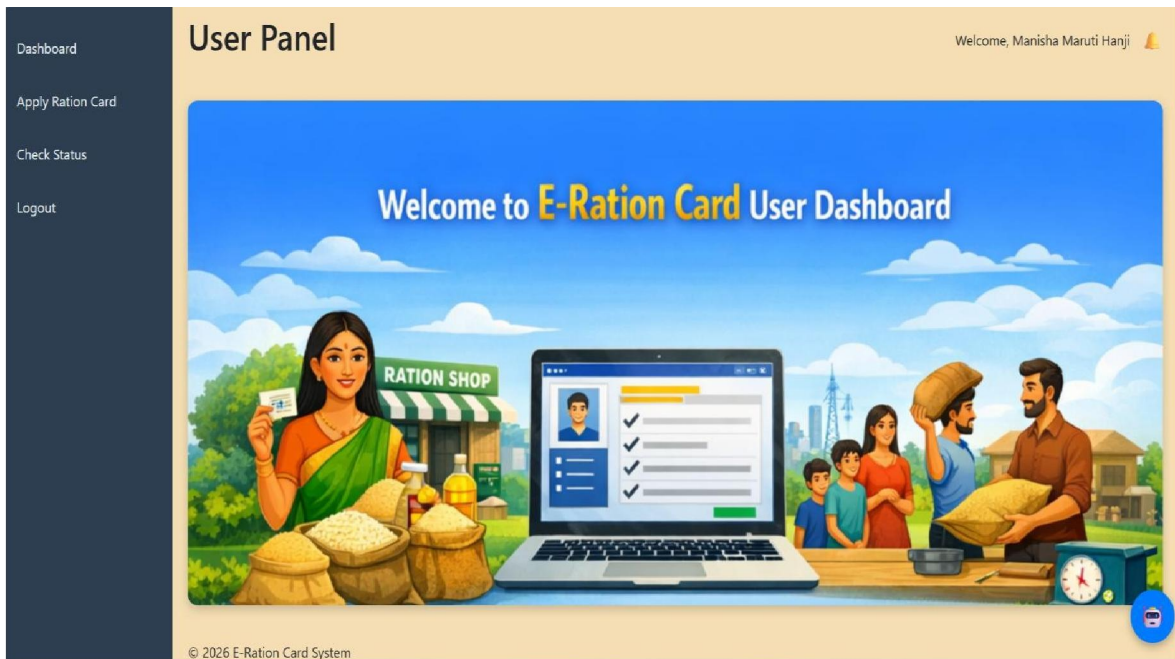 User Panel
Welcome, Manisha Maruti Hanji
Dashboard
Apply Ration Card
Check Status
Logout
Welcome to E-Ration Card User Dashboard
RATION SHOP
© 2026 E-Ration Card System